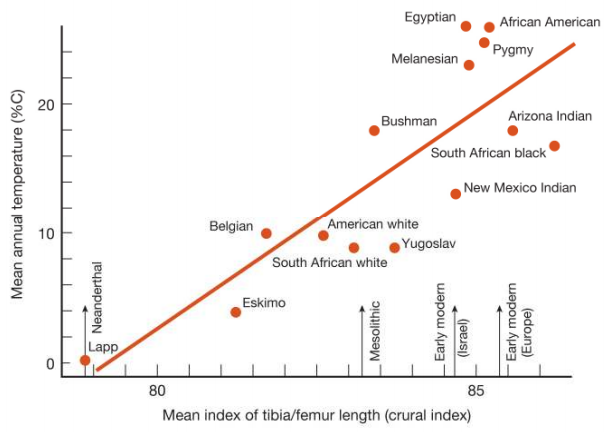 Egyptian
African American
Pygmy
Melanesian
20
Bushman
Arizona Indian
South African black
New Mexico Indian
Belgian
American white
10
Yugoslav
South African white
Eskimo
Neanderthal
Mesolithic
Early modern
(Israel)
Early modern
(Europe)
Lapp
0
80
85
Mean annual temperature (%C)
Mean index of tibia/femur length (crural index)